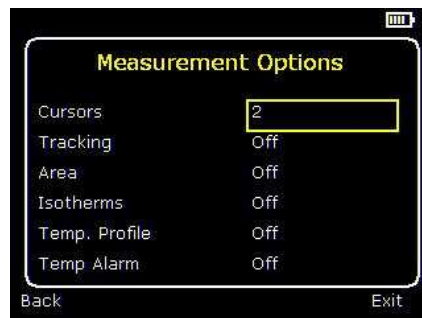 Measurement Options
Cursors 2
Tracking Off
Area Off
Isotherms Off
Temp. Profile Off
Temp Alarm Off
Back Exit